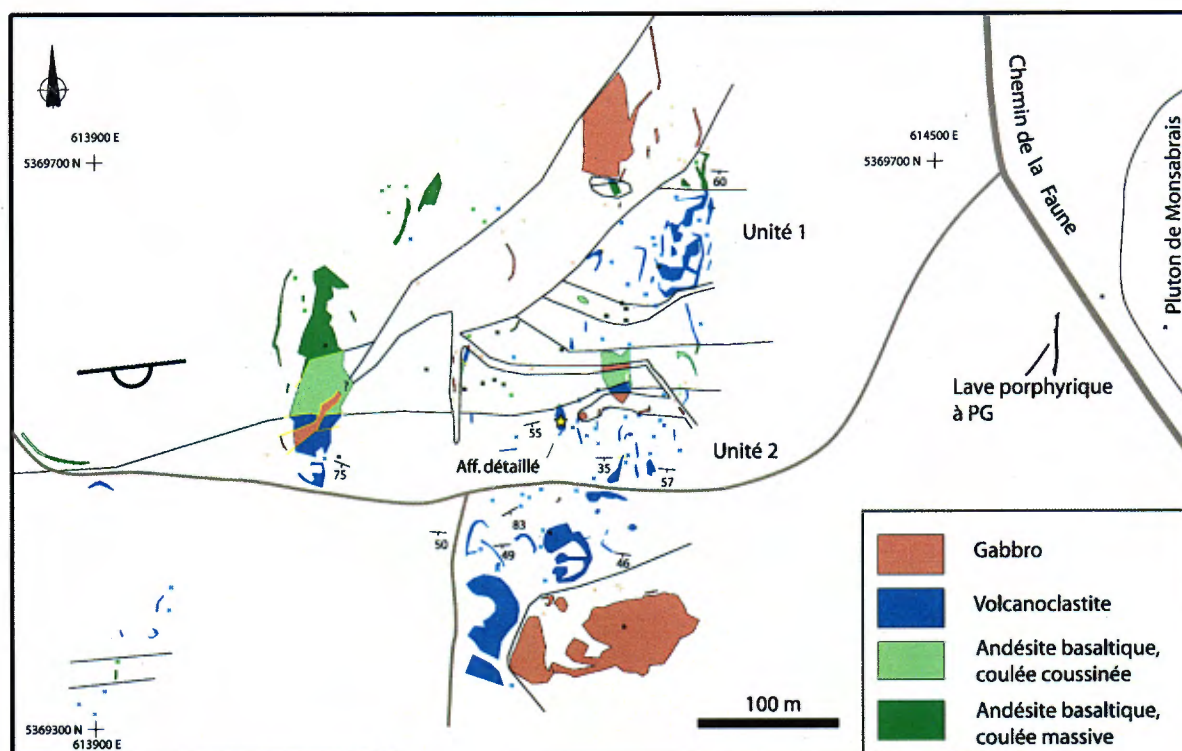 613900 E
5369700 N
614500 E
5369700 N
Chemin de la Faune
Pluton de Monsabrais
60
Unité 1
Lave porphyrique
à PG
?
55
Aff. détaillé
Unité 2
75
35
57
83
50
49
46
Gabbro
Volcanoclastite
Andésite basaltique,
coulée coussinée
Andésite basaltique,
coulée massive
100 m
5369300 N
613900 E